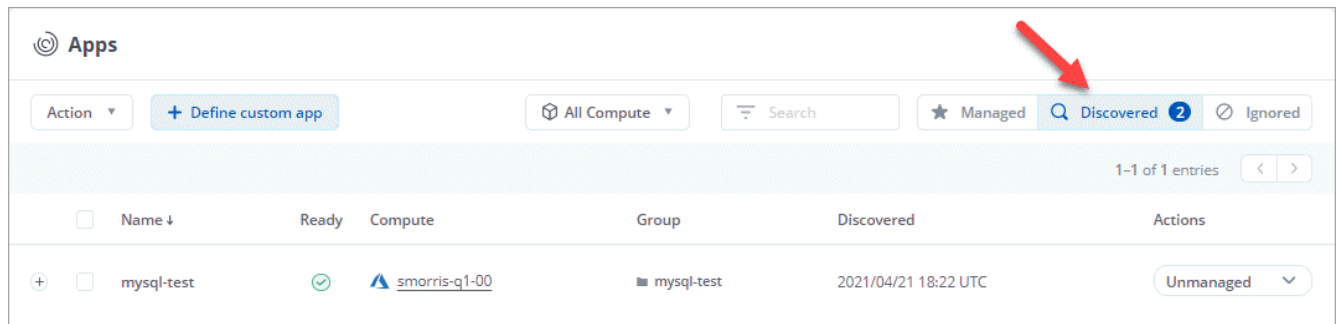 Apps
Action + Define custom app All Compute Search Managed Discovered 2 Ignored
1–1 of 1 entries < >
Name ↓ Ready Compute Group Discovered Actions
+ mysql-test smorris-q1-00 mysql-test 2021/04/21 18:22 UTC Unmanaged